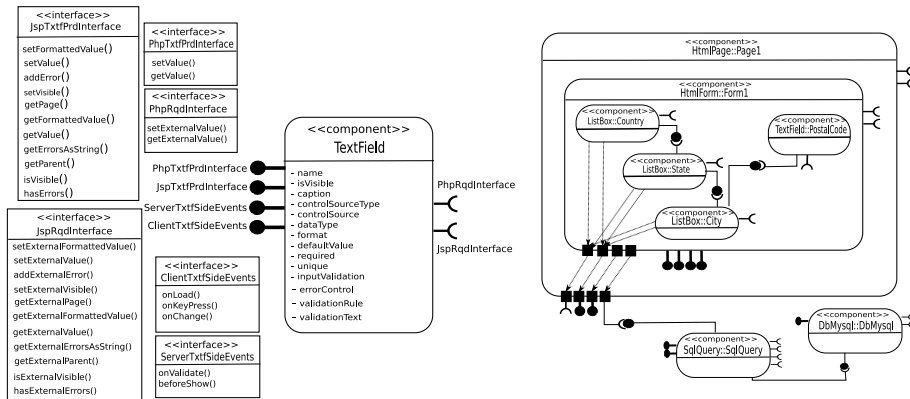 <<interface>>
JspTxtfPrdInterface
setFormattedValue()
setValue()
addError()
setVisible()
getPage()
getFormattedValue()
getValue()
getErrorsAsString()
getParent()
isVisible()
hasErrors()
<<interface>>
PhpTxtfPrdInterface
setValue()
getValue()
<<interface>>
PhpRqdInterface
setExternalValue()
getExternalValue()
<<interface>>
JspRqdInterface
setExternalFormattedValue()
setExternalValue()
addExternalError()
setExternalVisible()
getExternalPage()
getExternalFormattedValue()
getExternalValue()
getExternalErrorsAsString()
getExternalParent()
isExternalVisible()
hasExternalErrors()
<<interface>>
ClientTxtfSideEvents
onLoad()
onKeyPress()
onChange()
<<interface>>
ServerTxtfSideEvents
onValidate()
beforeShow()
PhpTxtfPrdInterface
JspTxtfPrdInterface
ServerTxtfSideEvents
ClientTxtfSideEvents
<<component>>
TextField
- name
- isVisible
- caption
- controlSourceType
- controlSource
- dataType
- format
- defaultValue
- required
- unique
- inputValidation
- errorControl
- validationRule
- validationText
PhpRqdInterface
JspRqdInterface
<<component>>
HtmlPage::Page1
<<component>>
HtmlForm::Form1
<<component>>
ListBox::Country
<<component>>
TextField::PostalCode
<<component>>
ListBox::State
<<component>>
ListBox::City
<<component>>
DbMysql::DbMysql
<<component>>
SqlQuery::SqlQuery